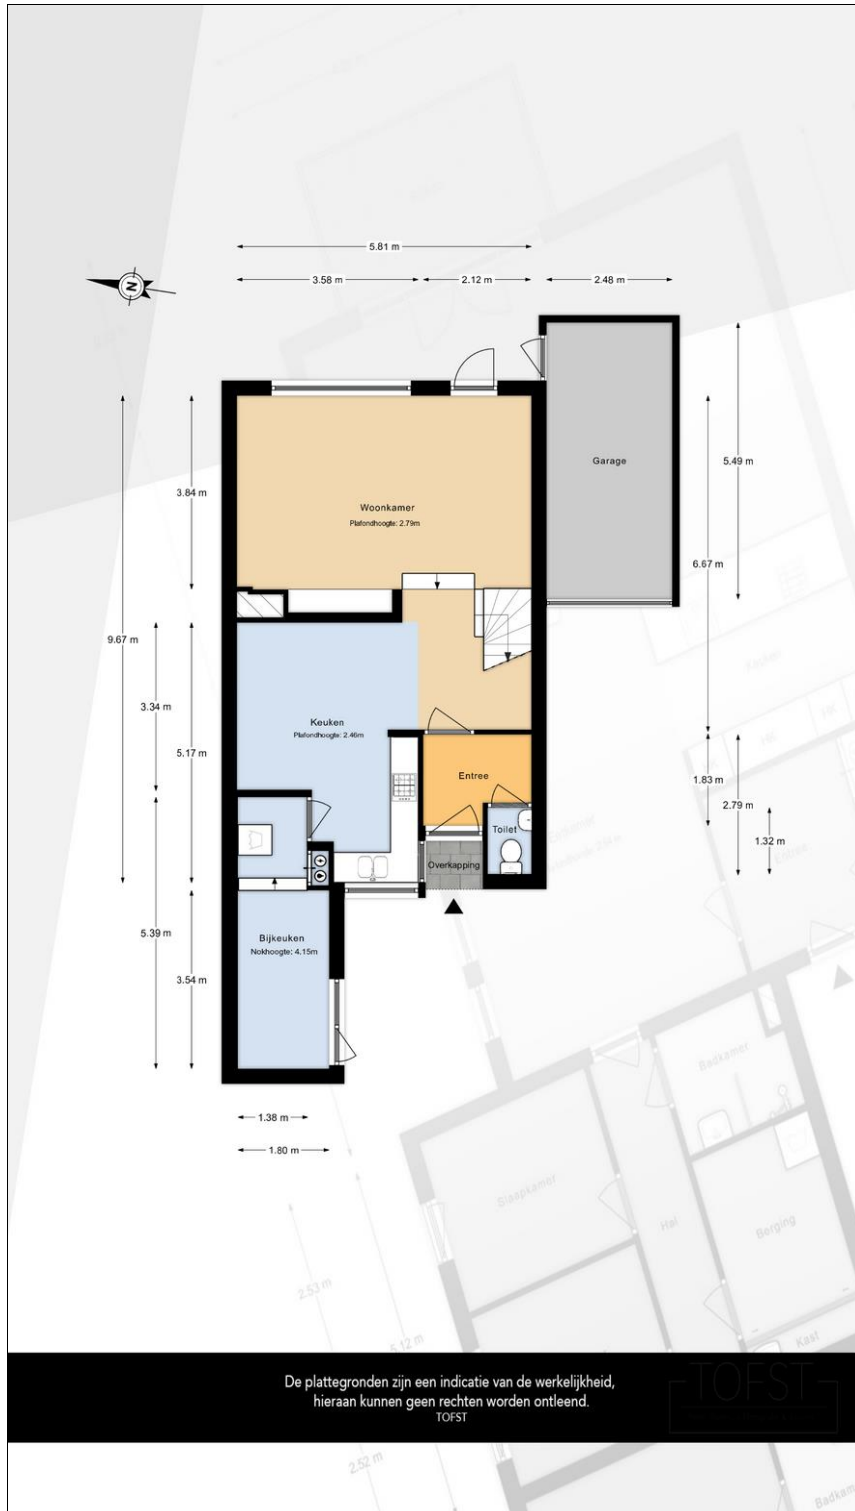 5.81 m
3.58 m
2.12 m
2.48 m
N
3.84 m
9.67 m
3.34 m
5.17 m
5.39 m
3.54 m
5.49 m
6.67 m
1.83 m
2.79 m
1.32 m
Garage
Woonkamer
Plafondhoogte: 2.79m
Keuken
Plafondhoogte: 2.46m
Entree
Toilet
Overkapping
Bijkeuken
Nokhoogte: 4.15m
1.38 m
1.80 m
Keuken
HK
HK
Entree
Badkamer
Slaapkamer
Hal
Berging
Kast
2.53 m
5.12 m
De plattegronden zijn een indicatie van de werkelijkheid,
hieraan kunnen geen rechten worden ontleend.
TOFST
TOFST
2.52 m